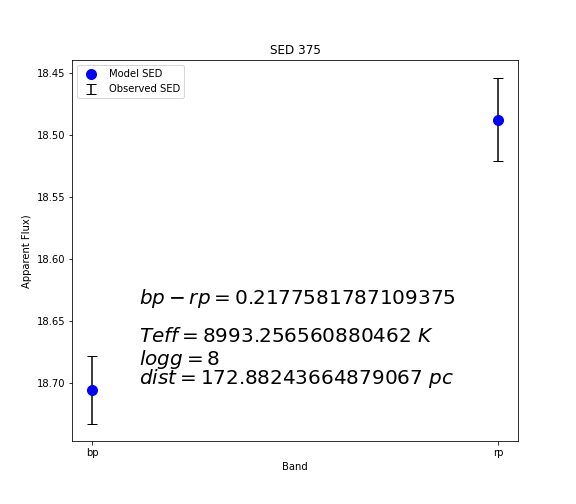 SED 375
Model SED
Observed SED
18.45
18.50
18.55
18.60
18.65
18.70
Apparent Flux)
bp − rp = 0.2177581787109375
Teff = 8993.256560880462 K
logg = 8
dist = 172.88243664879067 pc
bp
rp
Band